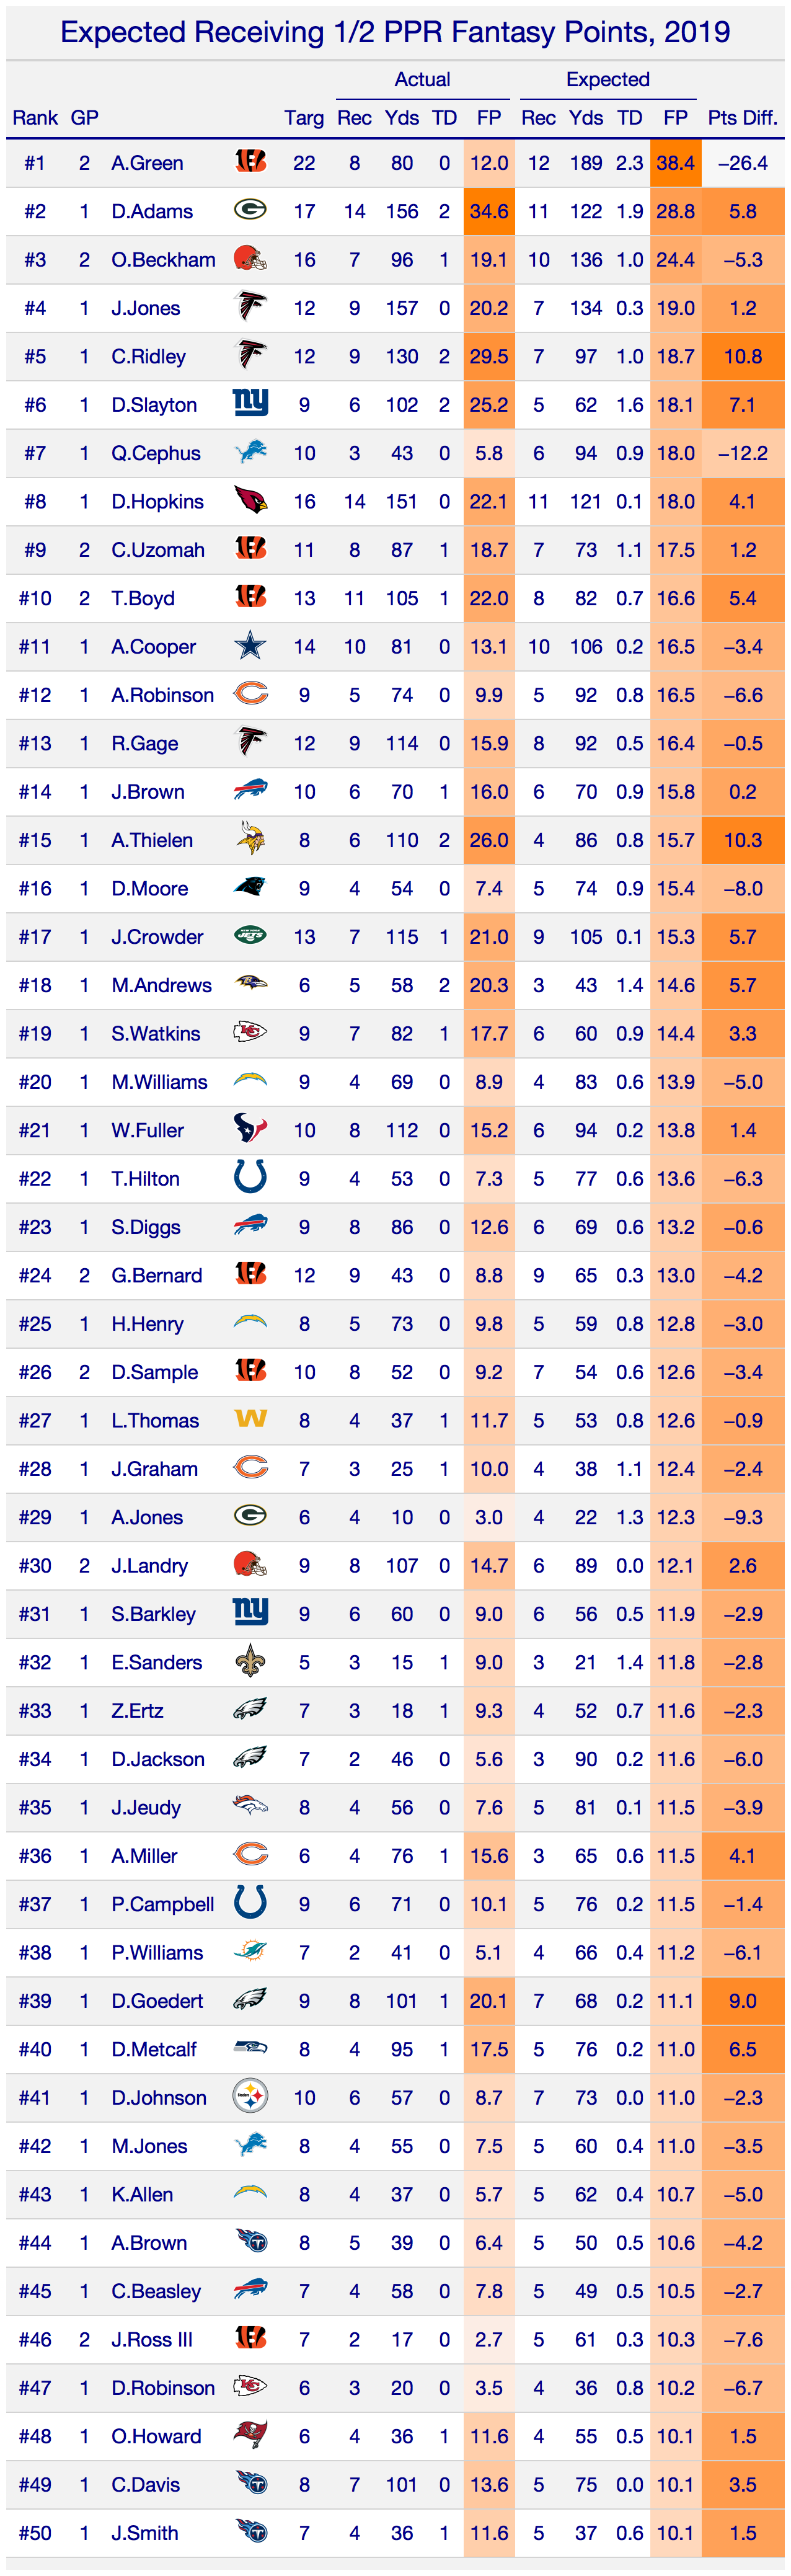 Expected Receiving 1/2 PPR Fantasy Points, 2019
Actual Expected
Rank GP Targ Rec Yds TD FP Rec Yds TD FP Pts Diff.
#1 2 A.Green 22 8 80 0 12.0 12 189 2.3 38.4 −26.4
#2 1 D.Adams 17 14 156 2 34.6 11 122 1.9 28.8 5.8
#3 2 O.Beckham 16 7 96 1 19.1 10 136 1.0 24.4 −5.3
#4 1 J.Jones 12 9 157 0 20.2 7 134 0.3 19.0 1.2
#5 1 C.Ridley 12 9 130 2 29.5 7 97 1.0 18.7 10.8
#6 1 D.Slayton 9 6 102 2 25.2 5 62 1.6 18.1 7.1
#7 1 Q.Cephus 10 3 43 0 5.8 6 94 0.9 18.0 −12.2
#8 1 D.Hopkins 16 14 151 0 22.1 11 121 0.1 18.0 4.1
#9 2 C.Uzomah 11 8 87 1 18.7 7 73 1.1 17.5 1.2
#10 2 T.Boyd 13 11 105 1 22.0 8 82 0.7 16.6 5.4
#11 1 A.Cooper 14 10 81 0 13.1 10 106 0.2 16.5 −3.4
#12 1 A.Robinson 9 5 74 0 9.9 5 92 0.8 16.5 −6.6
#13 1 R.Gage 12 9 114 0 15.9 8 92 0.5 16.4 −0.5
#14 1 J.Brown 10 6 70 1 16.0 6 70 0.9 15.8 0.2
#15 1 A.Thielen 8 6 110 2 26.0 4 86 0.8 15.7 10.3
#16 1 D.Moore 9 4 54 0 7.4 5 74 0.9 15.4 −8.0
#17 1 J.Crowder 13 7 115 1 21.0 9 105 0.1 15.3 5.7
#18 1 M.Andrews 6 5 58 2 20.3 3 43 1.4 14.6 5.7
#19 1 S.Watkins 9 7 82 1 17.7 6 60 0.9 14.4 3.3
#20 1 M.Williams 9 4 69 0 8.9 4 83 0.6 13.9 −5.0
#21 1 W.Fuller 10 8 112 0 15.2 6 94 0.2 13.8 1.4
#22 1 T.Hilton 9 4 53 0 7.3 5 77 0.6 13.6 −6.3
#23 1 S.Diggs 9 8 86 0 12.6 6 69 0.6 13.2 −0.6
#24 2 G.Bernard 12 9 43 0 8.8 9 65 0.3 13.0 −4.2
#25 1 H.Henry 8 5 73 0 9.8 5 59 0.8 12.8 −3.0
#26 2 D.Sample 10 8 52 0 9.2 7 54 0.6 12.6 −3.4
#27 1 L.Thomas W 8 4 37 1 11.7 5 53 0.8 12.6 −0.9
#28 1 J.Graham 7 3 25 1 10.0 4 38 1.1 12.4 −2.4
#29 1 A.Jones 6 4 10 0 3.0 4 22 1.3 12.3 −9.3
#30 2 J.Landry 9 8 107 0 14.7 6 89 0.0 12.1 2.6
#31 1 S.Barkley 9 6 60 0 9.0 6 56 0.5 11.9 −2.9
#32 1 E.Sanders 5 3 15 1 9.0 3 21 1.4 11.8 −2.8
#33 1 Z.Ertz 7 3 18 1 9.3 4 52 0.7 11.6 −2.3
#34 1 D.Jackson 7 2 46 0 5.6 3 90 0.2 11.6 −6.0
#35 1 J.Jeudy 8 4 56 0 7.6 5 81 0.1 11.5 −3.9
#36 1 A.Miller 6 4 76 1 15.6 3 65 0.6 11.5 4.1
#37 1 P.Campbell 9 6 71 0 10.1 5 76 0.2 11.5 −1.4
#38 1 P.Williams 7 2 41 0 5.1 4 66 0.4 11.2 −6.1
#39 1 D.Goedert 9 8 101 1 20.1 7 68 0.2 11.1 9.0
#40 1 D.Metcalf 8 4 95 1 17.5 5 76 0.2 11.0 6.5
#41 1 D.Johnson 10 6 57 0 8.7 7 73 0.0 11.0 −2.3
#42 1 M.Jones 8 4 55 0 7.5 5 60 0.4 11.0 −3.5
#43 1 K.Allen 8 4 37 0 5.7 5 62 0.4 10.7 −5.0
#44 1 A.Brown 8 5 39 0 6.4 5 50 0.5 10.6 −4.2
#45 1 C.Beasley 7 4 58 0 7.8 5 49 0.5 10.5 −2.7
#46 2 J.Ross III 7 2 17 0 2.7 5 61 0.3 10.3 −7.6
#47 1 D.Robinson 6 3 20 0 3.5 4 36 0.8 10.2 −6.7
#48 1 O.Howard 6 4 36 1 11.6 4 55 0.5 10.1 1.5
#49 1 C.Davis 8 7 101 0 13.6 5 75 0.0 10.1 3.5
#50 1 J.Smith 7 4 36 1 11.6 5 37 0.6 10.1 1.5